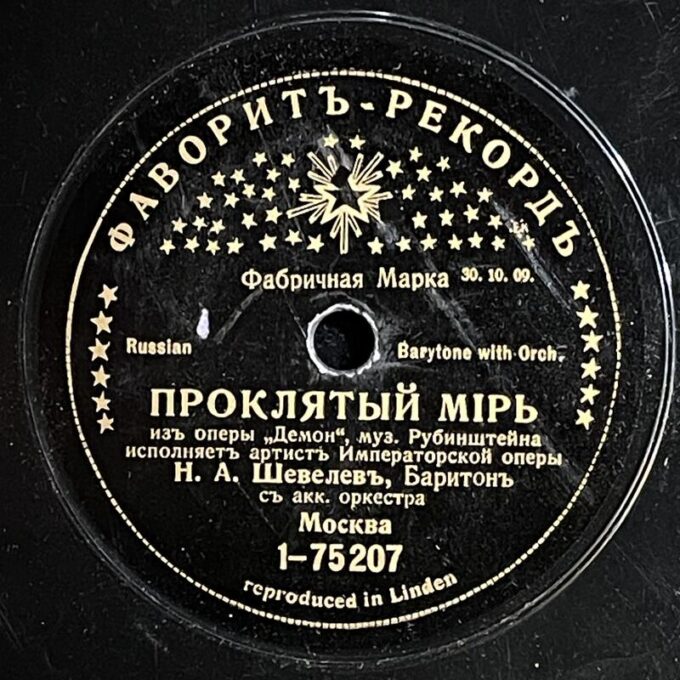 ФАВОРИТЪ-РЕКОРДЪ
Фабричная Марка 30. 10. 09.
Russian
Barytone with Orch.
ПРОКЛЯТЫЙ МІРЬ
изъ оперы „Демон“, муз. Рубинштейна
исполняетъ артистъ Императорской оперы
Н. А. Шевелевъ, Баритонъ
съ акк. оркестра
Москва
1–75207
reproduced in Linden